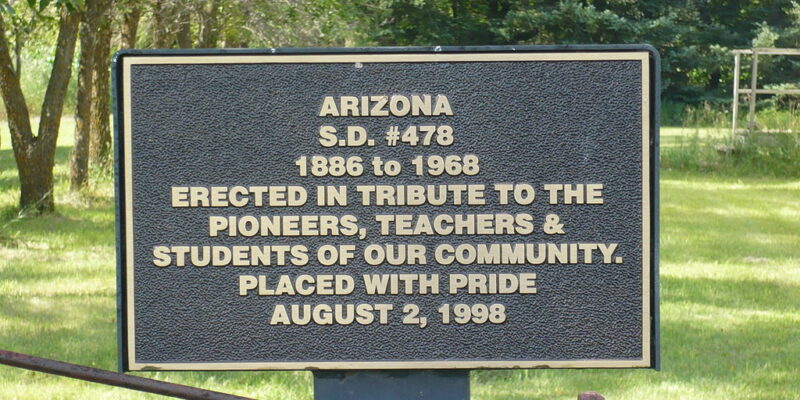 ARIZONA
S.D. #478
1886 to 1968
ERECTED IN TRIBUTE TO THE
PIONEERS, TEACHERS &
STUDENTS OF OUR COMMUNITY.
PLACED WITH PRIDE
AUGUST 2, 1998